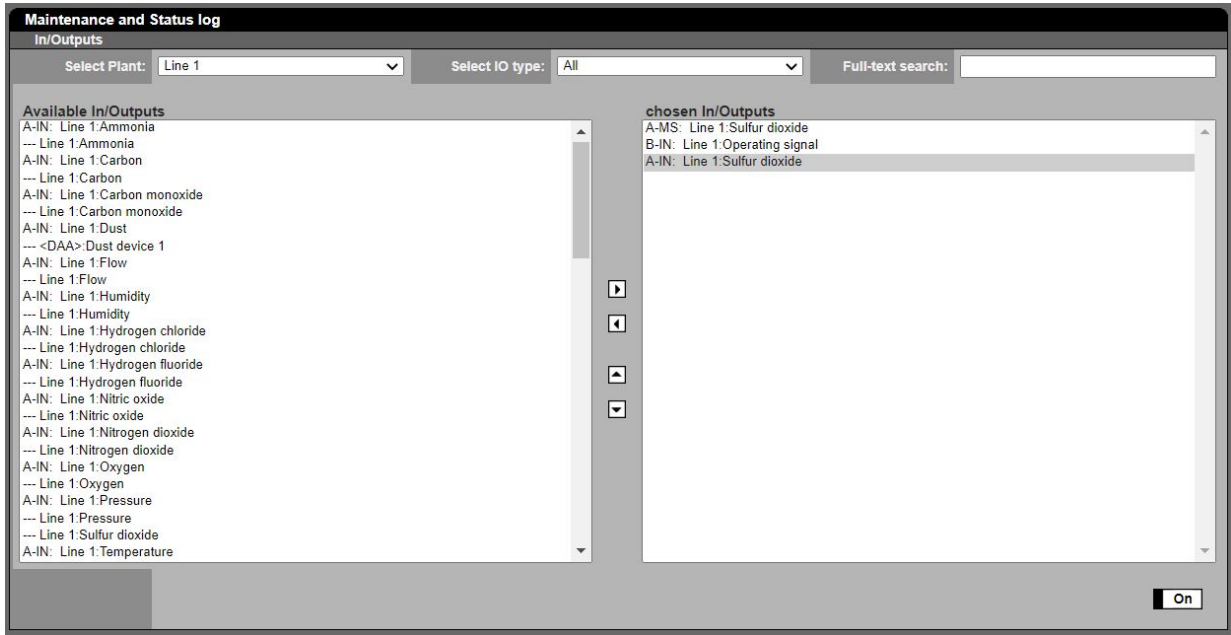 Maintenance and Status log
In/Outputs
Select Plant: Line 1 Select IO type: All Full-text search:
Available In/Outputs
A-IN: Line 1:Ammonia
--- Line 1:Ammonia
A-IN: Line 1:Carbon
--- Line 1:Carbon
A-IN: Line 1:Carbon monoxide
--- Line 1:Carbon monoxide
A-IN: Line 1:Dust
--- <DAA>:Dust device 1
A-IN: Line 1:Flow
--- Line 1:Flow
A-IN: Line 1:Humidity
--- Line 1:Humidity
A-IN: Line 1:Hydrogen chloride
--- Line 1:Hydrogen chloride
A-IN: Line 1:Hydrogen fluoride
--- Line 1:Hydrogen fluoride
A-IN: Line 1:Nitric oxide
--- Line 1:Nitric oxide
A-IN: Line 1:Nitrogen dioxide
--- Line 1:Nitrogen dioxide
A-IN: Line 1:Oxygen
--- Line 1:Oxygen
A-IN: Line 1:Pressure
--- Line 1:Pressure
--- Line 1:Sulfur dioxide
A-IN: Line 1:Temperature
chosen In/Outputs
A-MS: Line 1:Sulfur dioxide
B-IN: Line 1:Operating signal
A-IN: Line 1:Sulfur dioxide
On